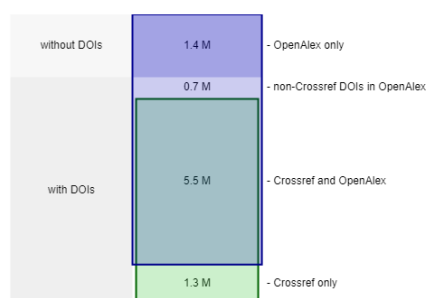 without DOIs 1.4 M - OpenAlex only
0.7 M - non-Crossref DOIs in OpenAlex
with DOIs 5.5 M - Crossref and OpenAlex
1.3 M - Crossref only